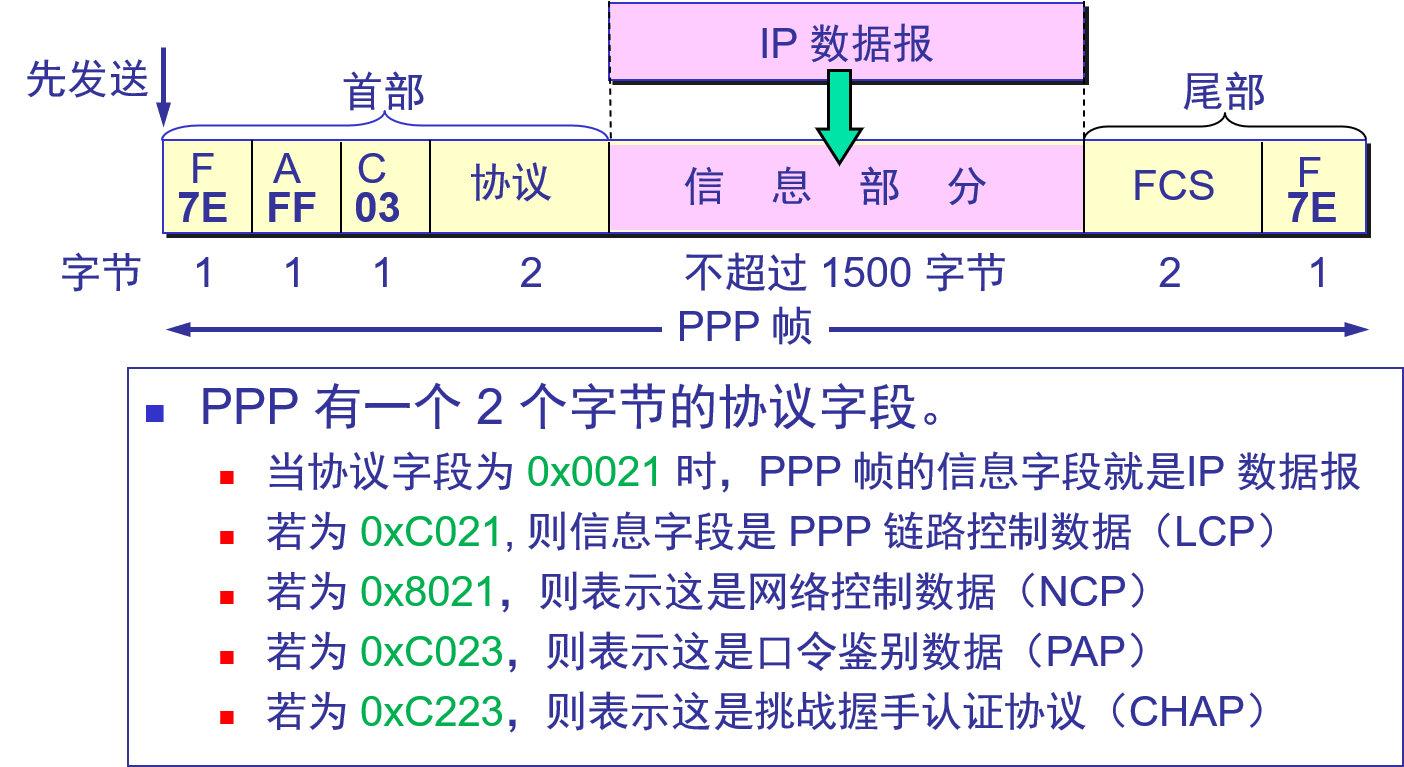 IP 数据报
先发送
首部
尾部
F A C 协议 信 息 部 分 FCS F
7E FF 03 7E
字节 1 1 1 2 不超过 1500 字节 2 1
PPP 帧
PPP 有一个 2 个字节的协议字段。
当协议字段为 0x0021 时，PPP 帧的信息字段就是IP 数据报
若为 0xC021, 则信息字段是 PPP 链路控制数据（LCP）
若为 0x8021，则表示这是网络控制数据（NCP）
若为 0xC023，则表示这是口令鉴别数据（PAP）
若为 0xC223，则表示这是挑战握手认证协议（CHAP）